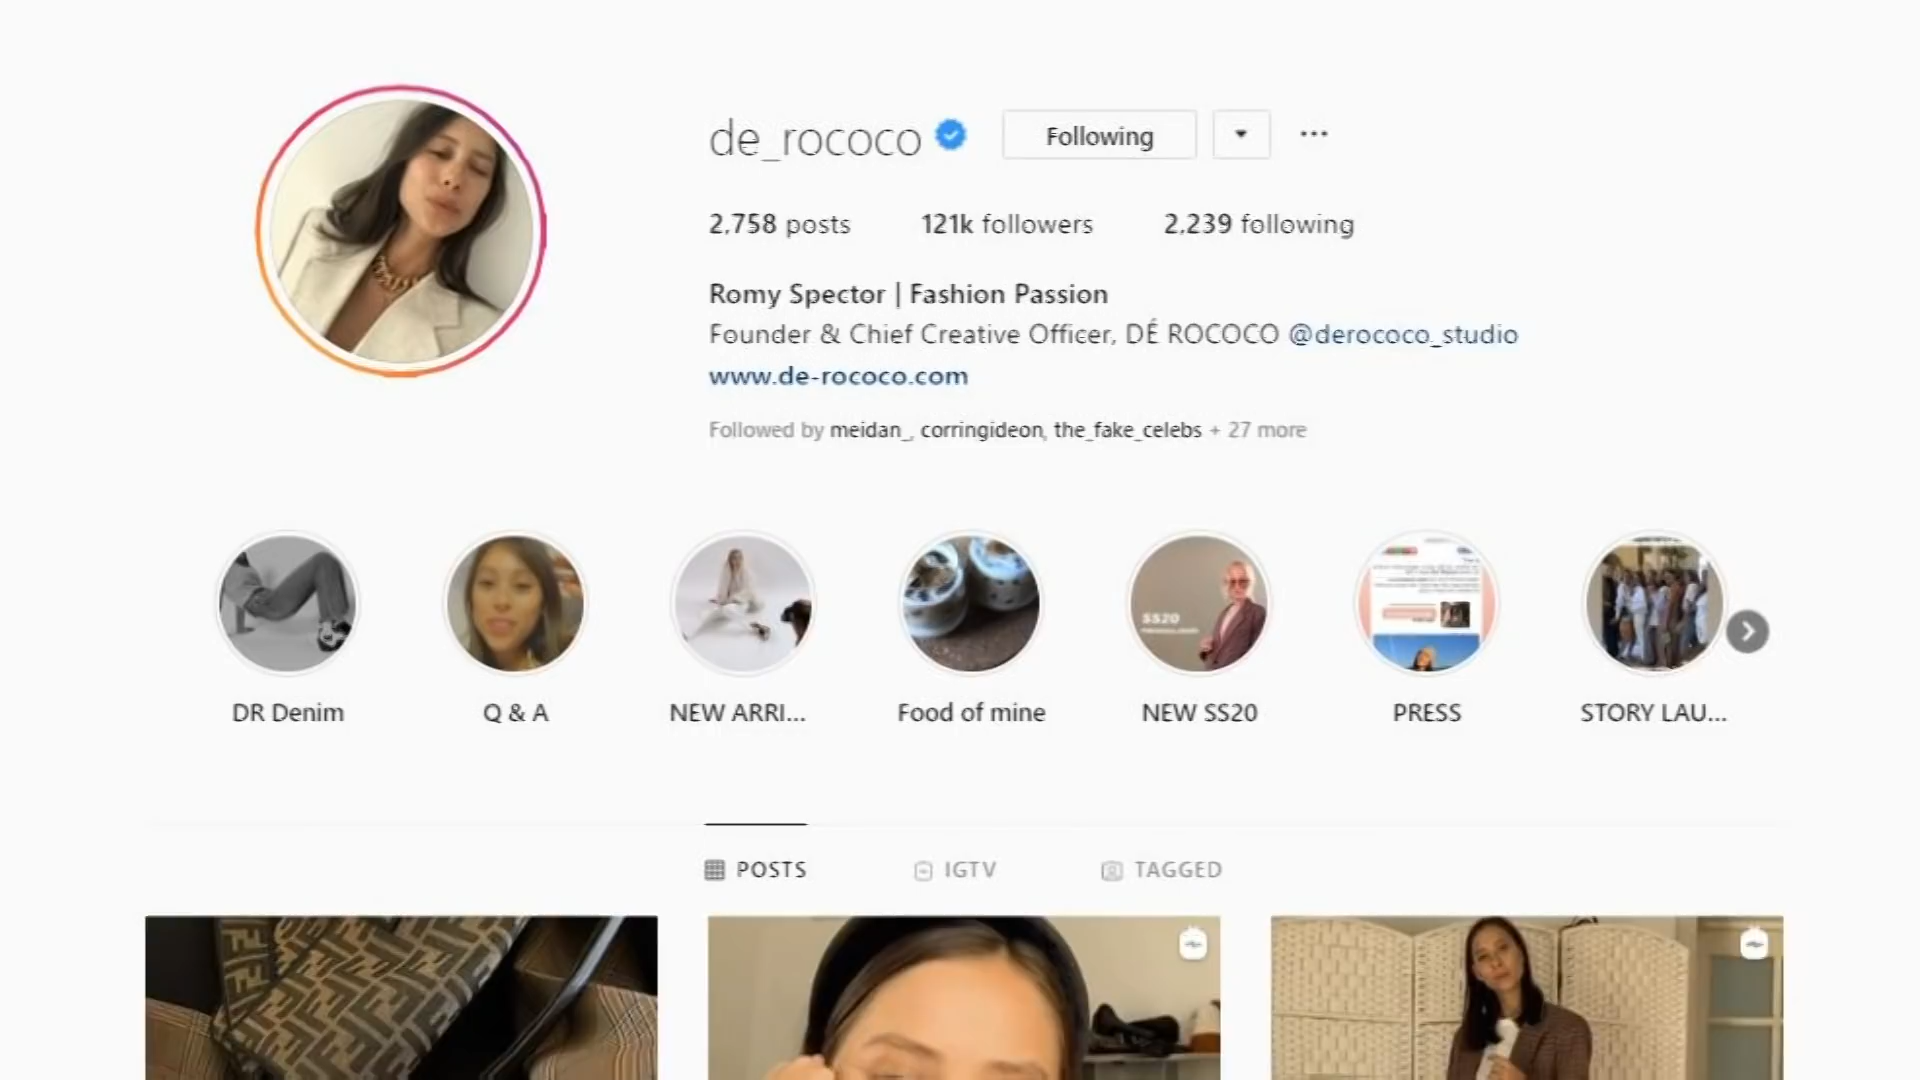 de_rococo Following
2,758 posts 121k followers 2,239 following
Romy Spector | Fashion Passion
Founder & Chief Creative Officer, DÉ ROCOCO @derococo_studio
www.de-rococo.com
Followed by meidan_, corringideon, the_fake_celebs + 27 more
SS20
DR Denim Q & A NEW ARRI... Food of mine NEW SS20 PRESS STORY LAU...
POSTS IGTV TAGGED